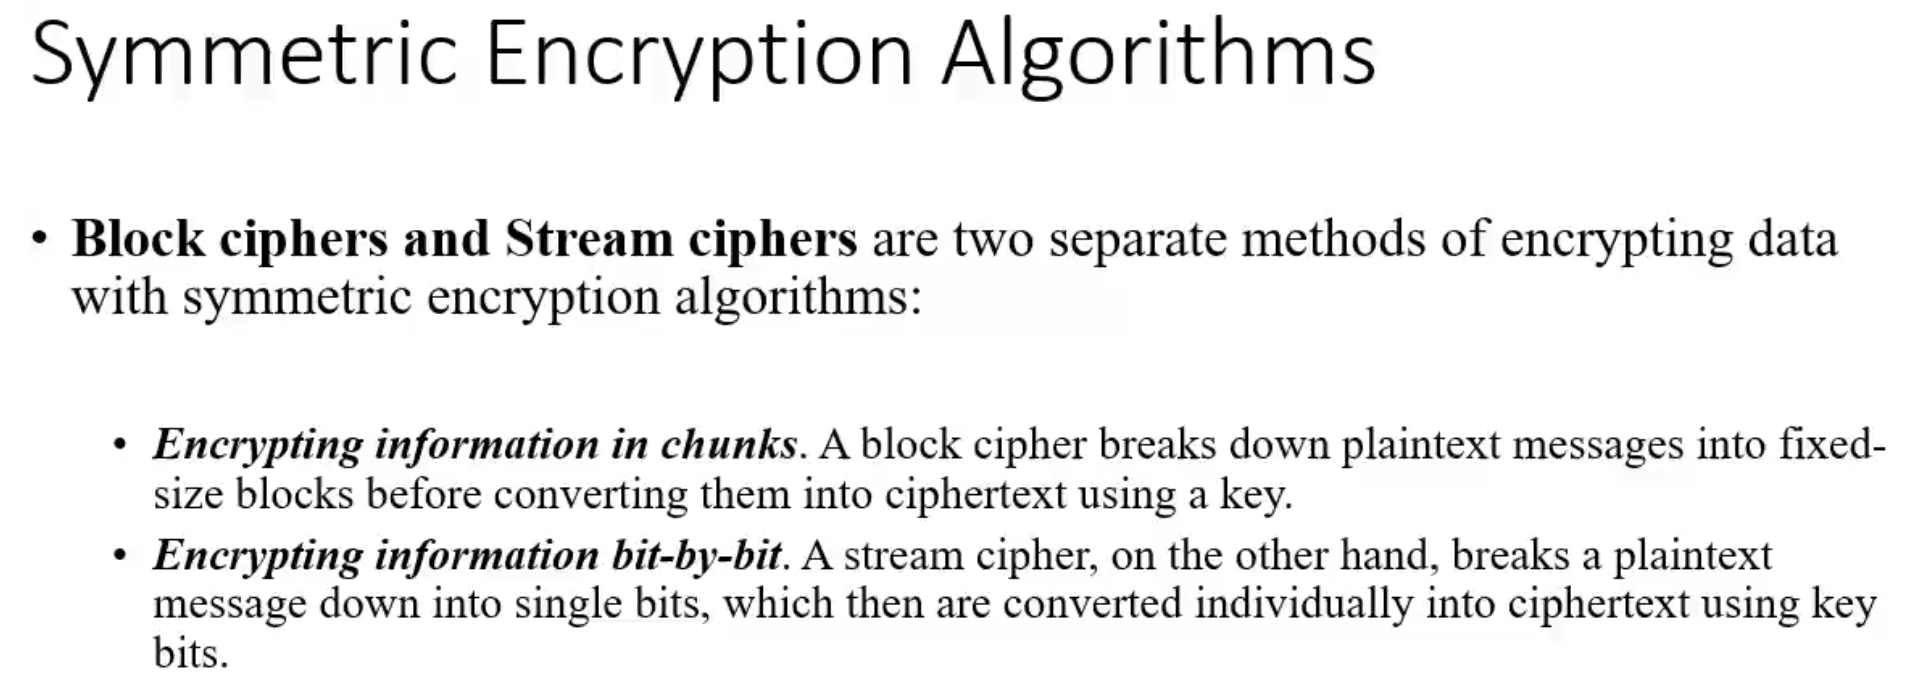 Symmetric Encryption Algorithms
• Block ciphers and Stream ciphers are two separate methods of encrypting data
with symmetric encryption algorithms:
• Encrypting information in chunks. A block cipher breaks down plaintext messages into fixed-
size blocks before converting them into ciphertext using a key.
• Encrypting information bit-by-bit. A stream cipher, on the other hand, breaks a plaintext
message down into single bits, which then are converted individually into ciphertext using key
bits.